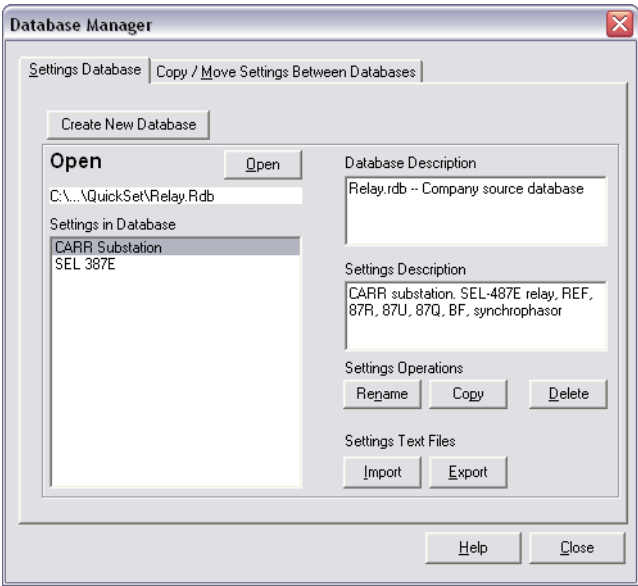 Database Manager
Settings Database
Copy / Move Settings Between Databases
Create New Database
Open
Open
C:\...\QuickSet\Relay.Rdb
Settings in Database
CARR Substation
SEL 387E
Database Description
Relay.rdb -- Company source database
Settings Description
CARR substation. SEL-487E relay, REF,
87R, 87U, 87Q, BF, synchrophasor
Settings Operations
Rename
Copy
Delete
Settings Text Files
Import
Export
Help
Close